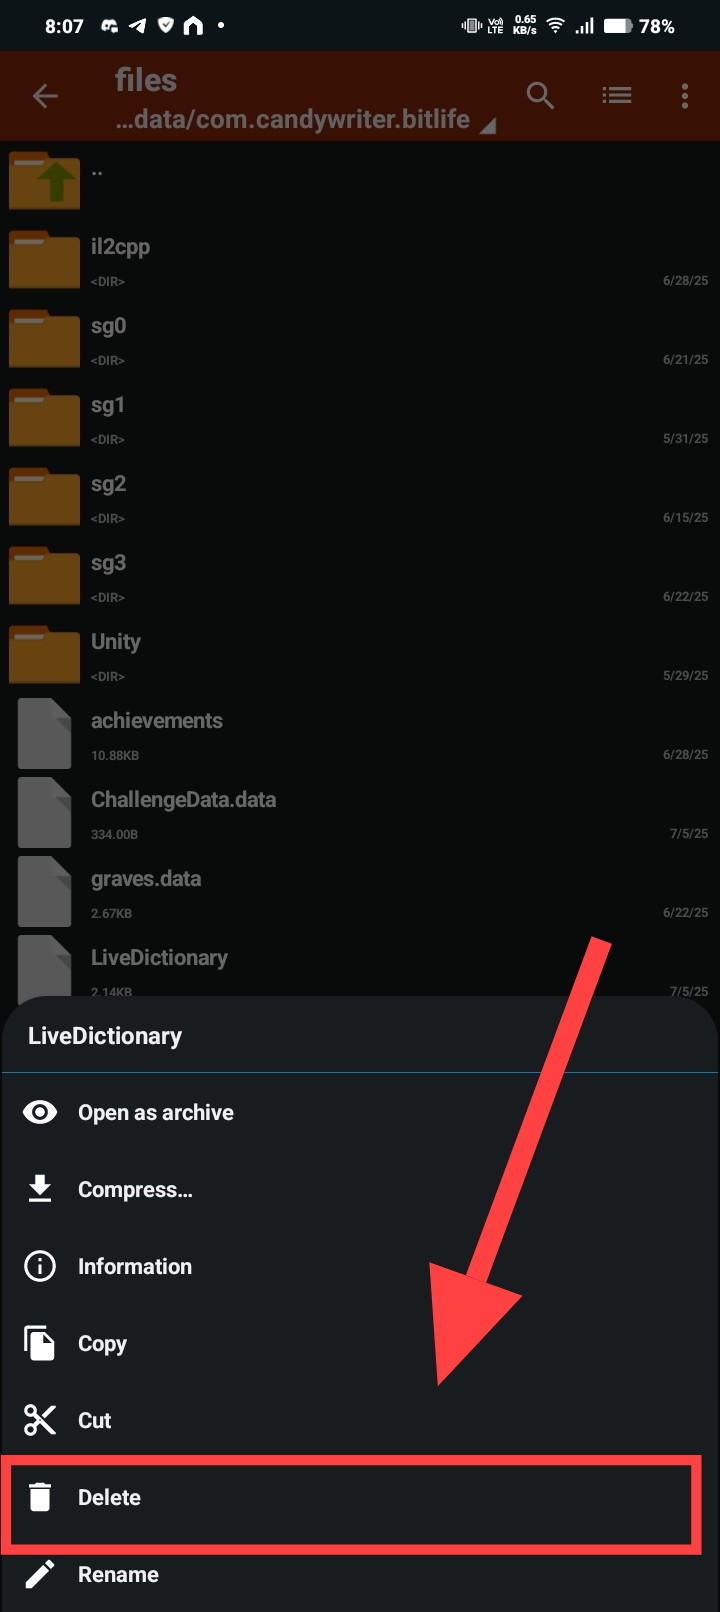 8:07
Vo)
LTE
0.65
KB/s
78%
files
...data/com.candywriter.bitlife
..
il2cpp
<DIR>
6/28/25
sg0
<DIR>
6/21/25
sg1
<DIR>
5/31/25
sg2
<DIR>
6/15/25
sg3
<DIR>
6/22/25
Unity
<DIR>
5/29/25
achievements
10.88KB
6/28/25
ChallengeData.data
334.00B
7/5/25
graves.data
2.67KB
6/22/25
LiveDictionary
2.14KB
7/5/25
LiveDictionary
Open as archive
Compress...
Information
Copy
Cut
Delete
Rename